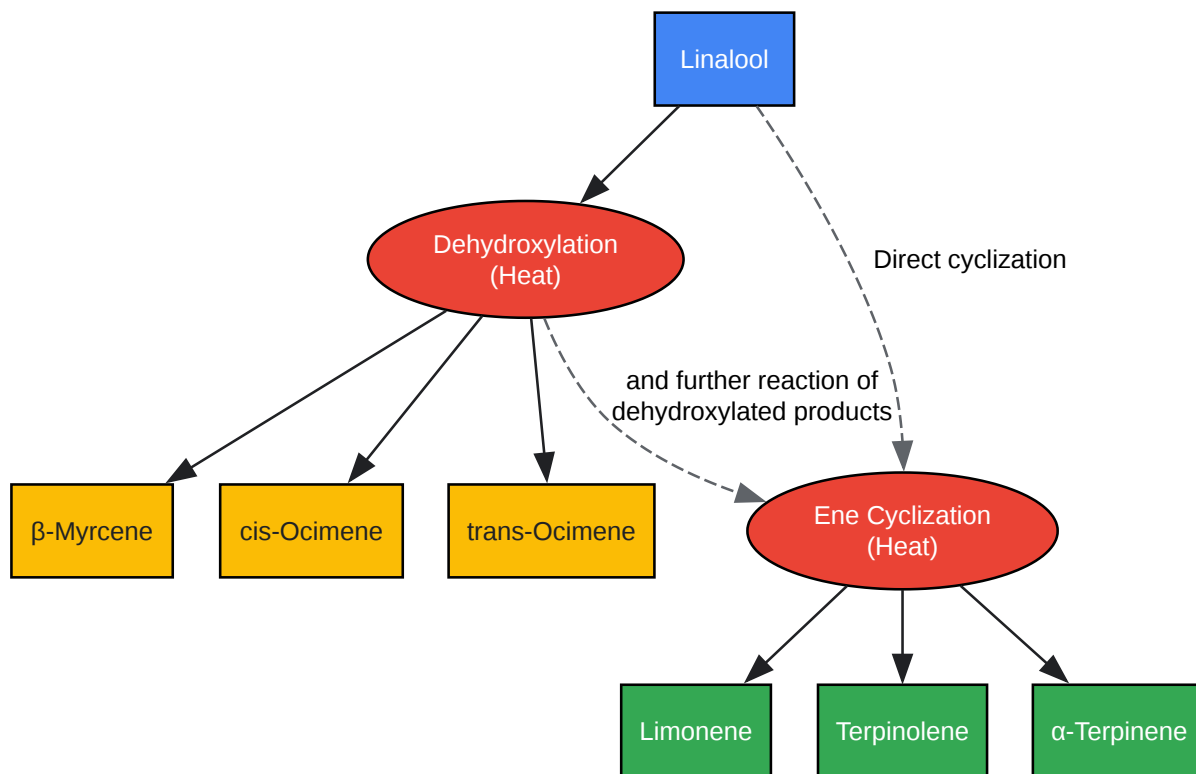 Linalool
Dehydroxylation
(Heat)
Direct cyclization
and further reaction of
dehydroxylated products
β-Myrcene
cis-Ocimene
trans-Ocimene
Ene Cyclization
(Heat)
Limonene
Terpinolene
α-Terpinene